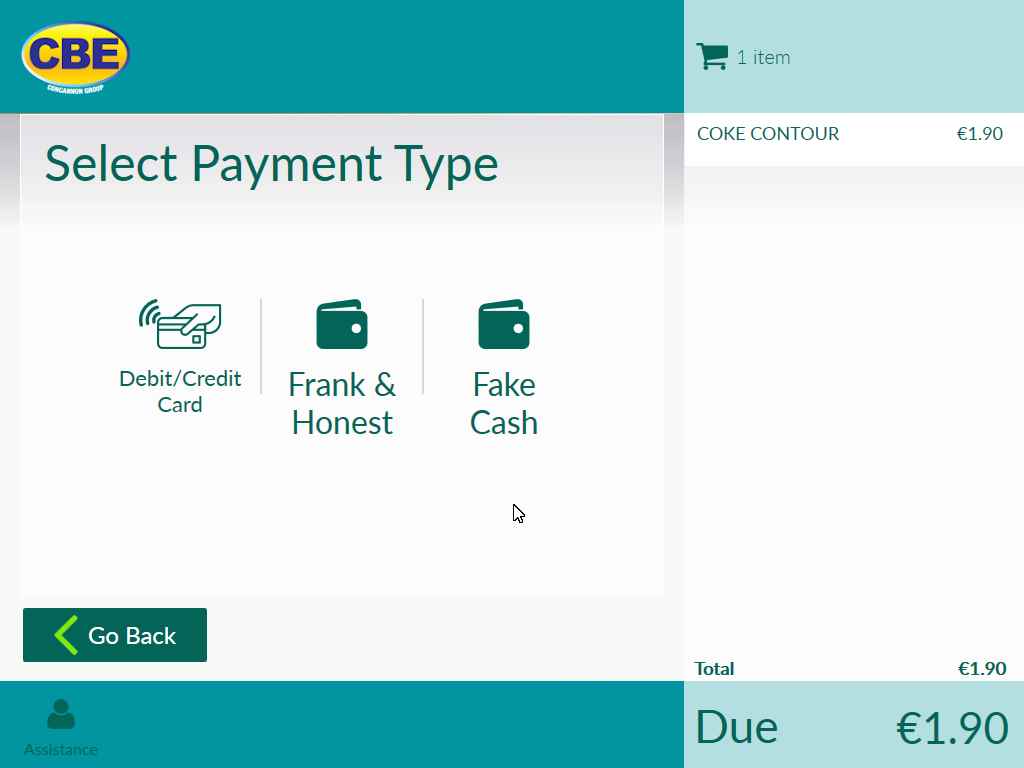 CBE
CONCANNON GROUP
1 item
COKE CONTOUR €1.90
Select Payment Type
Debit/Credit
Card
Frank &
Honest
Fake
Cash
Go Back
Total €1.90
Assistance
Due €1.90